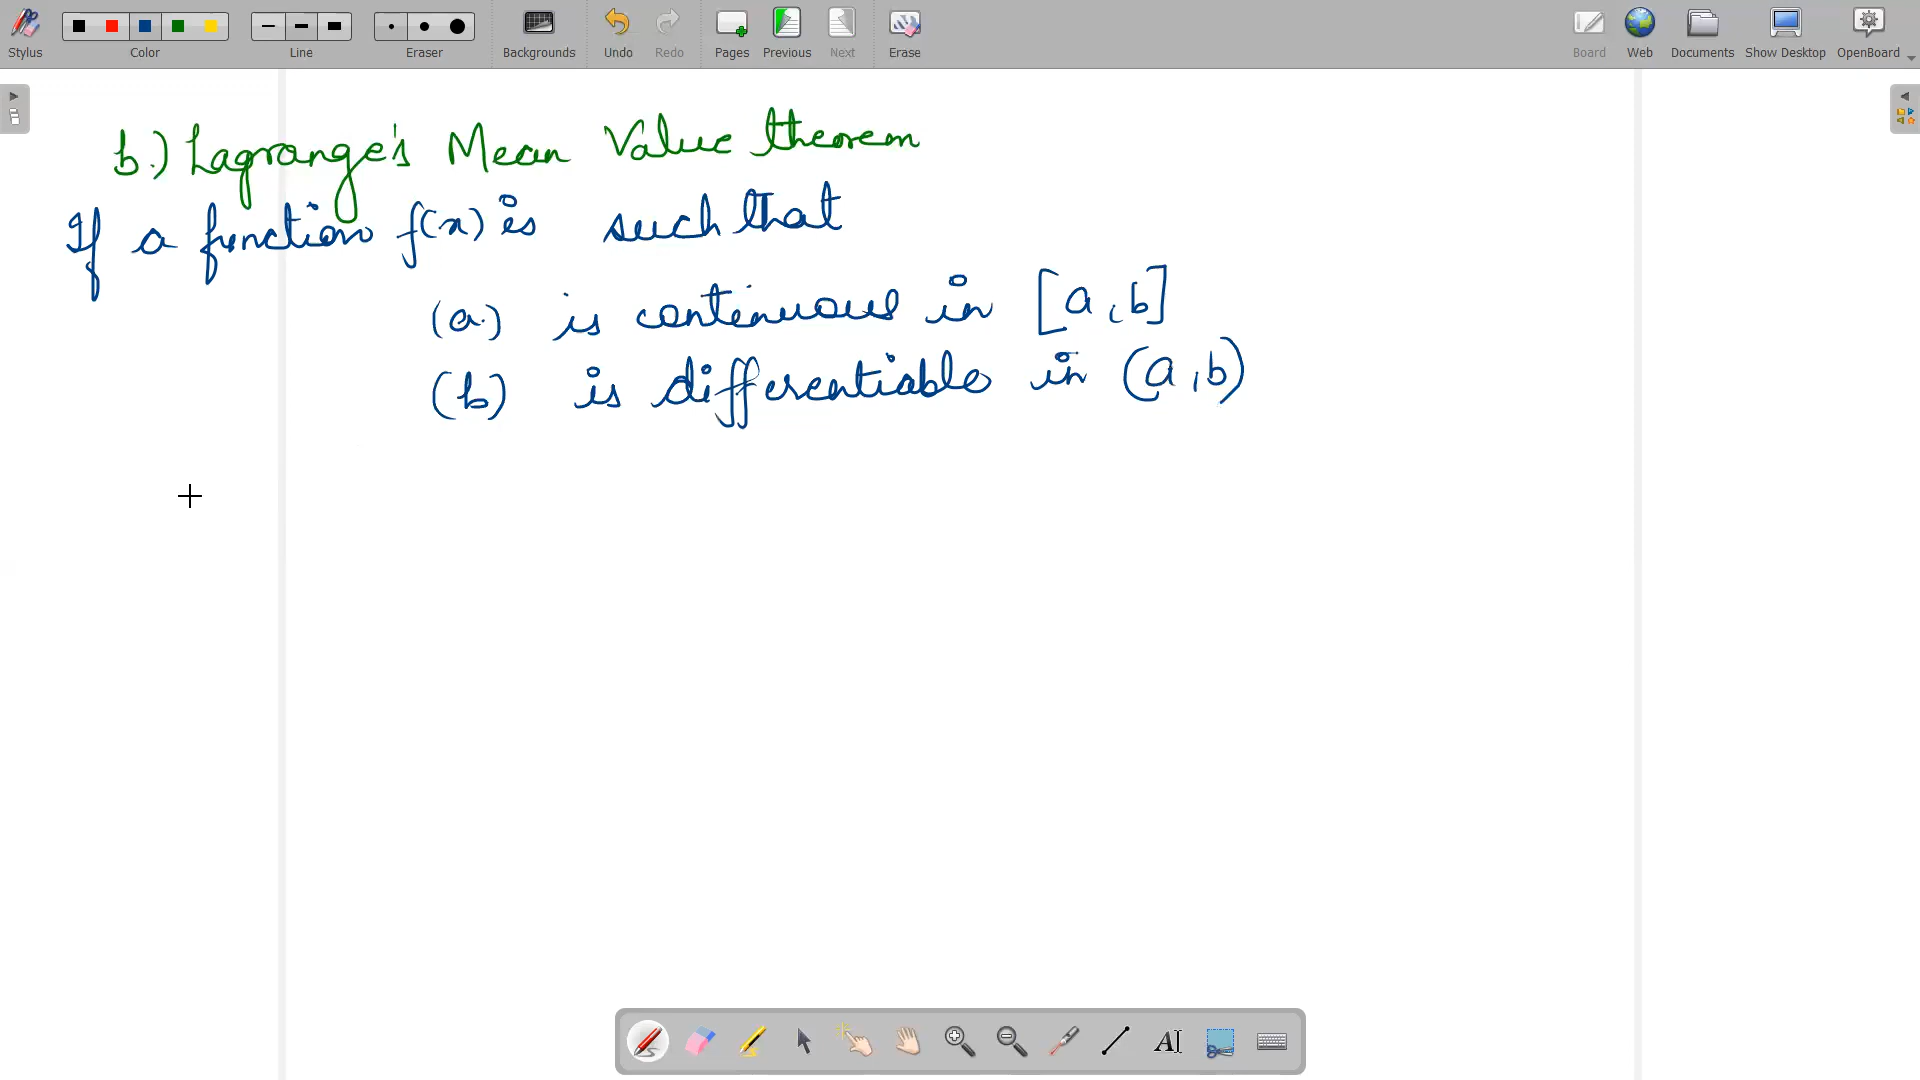 Stylus Color Line Eraser Backgrounds Undo Redo Pages Previous Next Erase Board Web Documents Show Desktop OpenBoard
b.) Lagrange's Mean Value theorem
If a function f(x) is such that
(a.) is continuous in [a, b]
(b) is differentiable in (a, b)